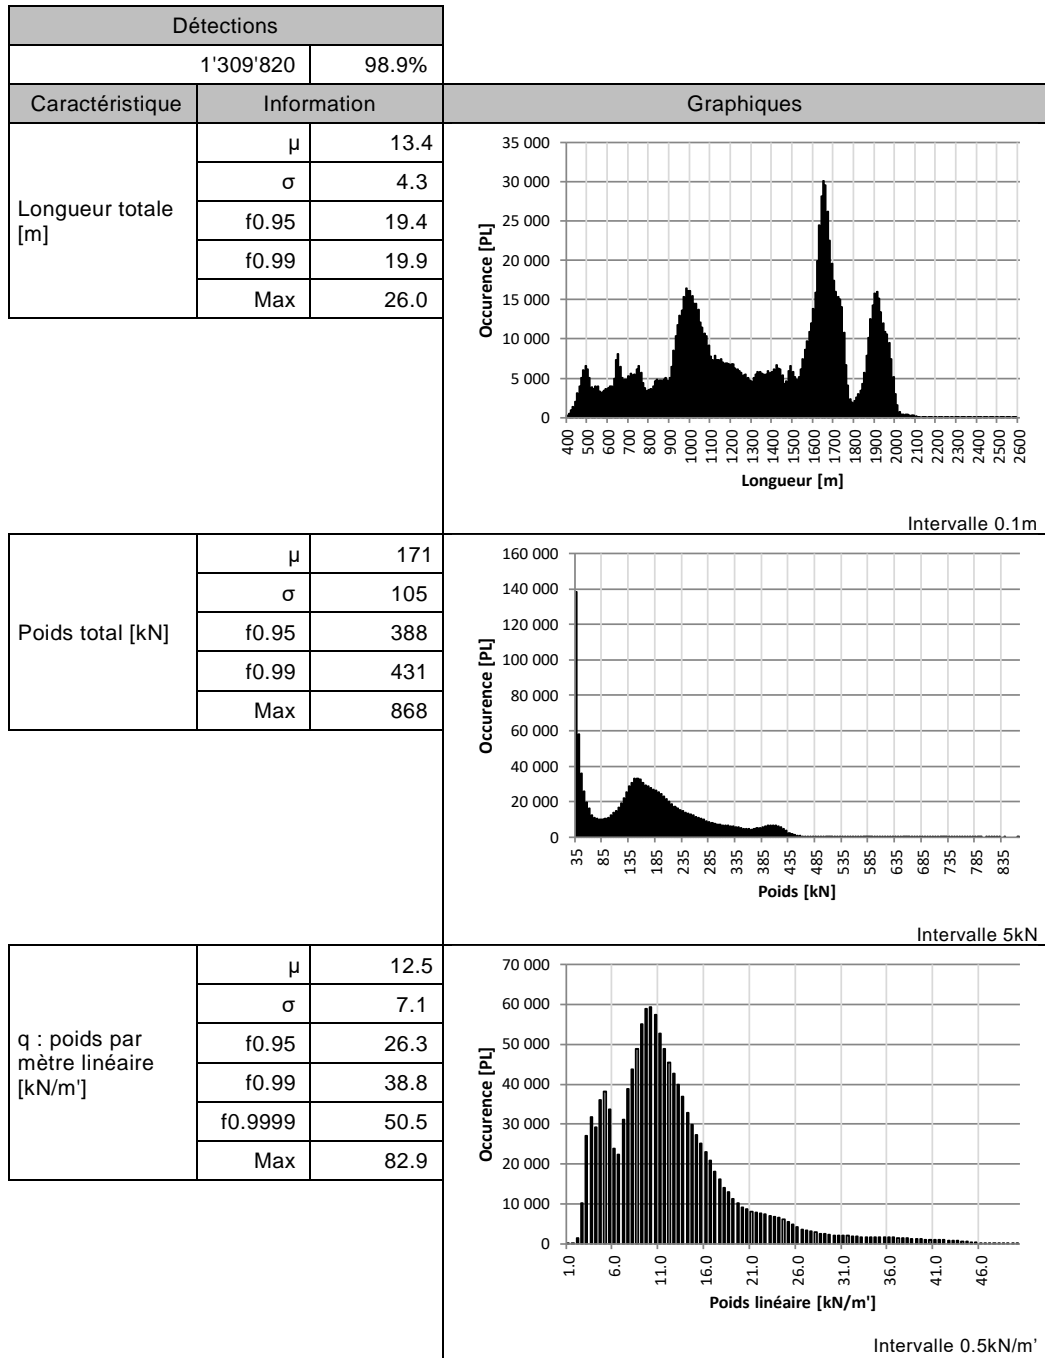 Détections
1'309'820 98.9%
Caractéristique Information Graphiques
Longueur totale [m]
µ 13.4
σ 4.3
f0.95 19.4
f0.99 19.9
Max 26.0
35 000
30 000
25 000
20 000
15 000
10 000
5 000
0
Occurence [PL]
400 500 600 700 800 900 1000 1100 1200 1300 1400 1500 1600 1700 1800 1900 2000 2100 2200 2300 2400 2500 2600
Longueur [m]
Intervalle 0.1m
Poids total [kN]
µ 171
σ 105
f0.95 388
f0.99 431
Max 868
160 000
140 000
120 000
100 000
80 000
60 000
40 000
20 000
0
Occurence [PL]
35 85 135 185 235 285 335 385 435 485 535 585 635 685 735 785 835
Poids [kN]
Intervalle 5kN
q : poids par
mètre linéaire
[kN/m']
µ 12.5
σ 7.1
f0.95 26.3
f0.99 38.8
f0.9999 50.5
Max 82.9
70 000
60 000
50 000
40 000
30 000
20 000
10 000
0
Occurence [PL]
1.0 6.0 11.0 16.0 21.0 26.0 31.0 36.0 41.0 46.0
Poids linéaire [kN/m']
Intervalle 0.5kN/m’